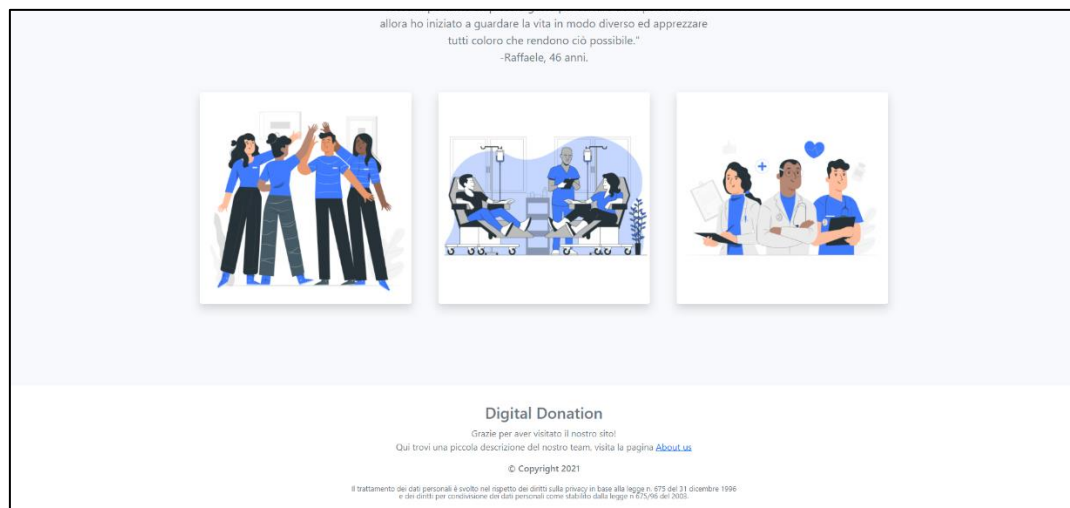 allora ho iniziato a guardare la vita in modo diverso ed apprezzare
tutti coloro che rendono ciò possibile."
-Raffaele, 46 anni.
Digital Donation
Grazie per aver visitato il nostro sito!
Qui trovi una piccola descrizione del nostro team, visita la pagina About us
© Copyright 2021
Il trattamento dei dati personali è svolto nel rispetto dei diritti sulla privacy in base alla legge n. 675 del 31 dicembre 1996
e dei diritti per condivisione dei dati personali come stabilito dalla legge n.675/96 del 2003.